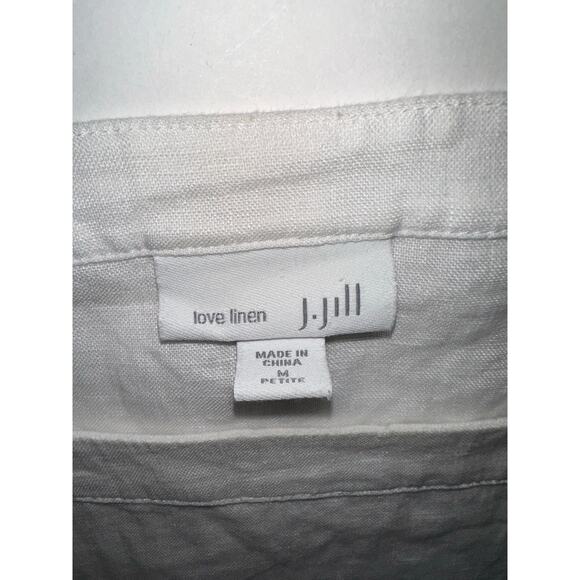 love linen J.Jill
MADE IN
CHINA
M
PETITE